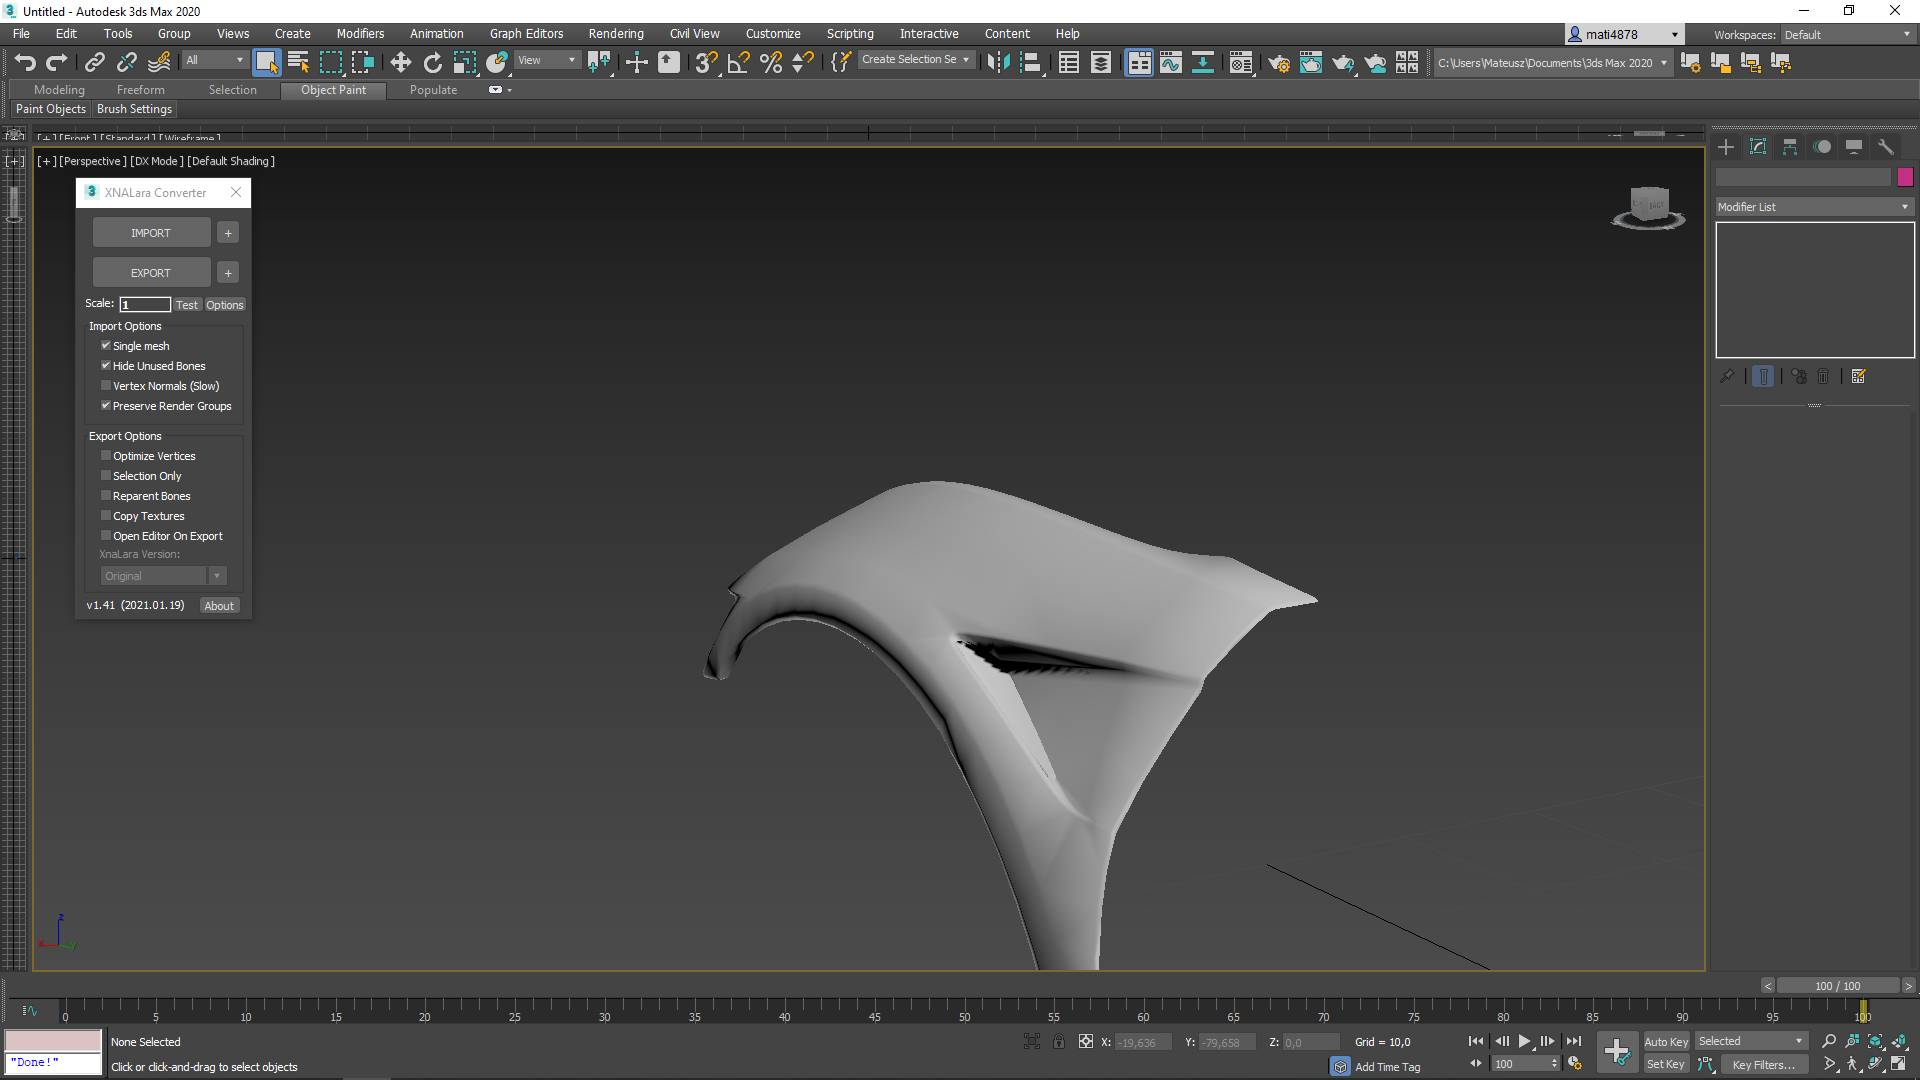 Untitled - Autodesk 3ds Max 2020
File Edit Tools Group Views Create Modifiers Animation Graph Editors Rendering Civil View Customize Scripting Interactive Content Help
mati4878 Workspaces: Default
All View Create Selection Se C:\Users\Mateusz\Documents\3ds Max 2020
Modeling Freeform Selection Object Paint Populate
Paint Objects Brush Settings
[+] [Front] [Standard] [Wireframe]
[+] [+] [Perspective] [DX Mode] [Default Shading]
XNALara Converter
IMPORT +
EXPORT +
Scale: 1 Test Options
Import Options
Single mesh
Hide Unused Bones
Vertex Normals (Slow)
Preserve Render Groups
Export Options
Optimize Vertices
Selection Only
Reparent Bones
Copy Textures
Open Editor On Export
XnaLara Version:
Original
v1.41 (2021.01.19) About
Modifier List
z
x y
< 100 / 100 >
0 5 10 15 20 25 30 35 40 45 50 55 60 65 70 75 80 85 90 95 100
None Selected X: -19,636 Y: -79,658 Z: 0,0 Grid = 10,0 Auto Key Selected
"Done!" Click or click-and-drag to select objects Add Time Tag 100 Set Key Key Filters...